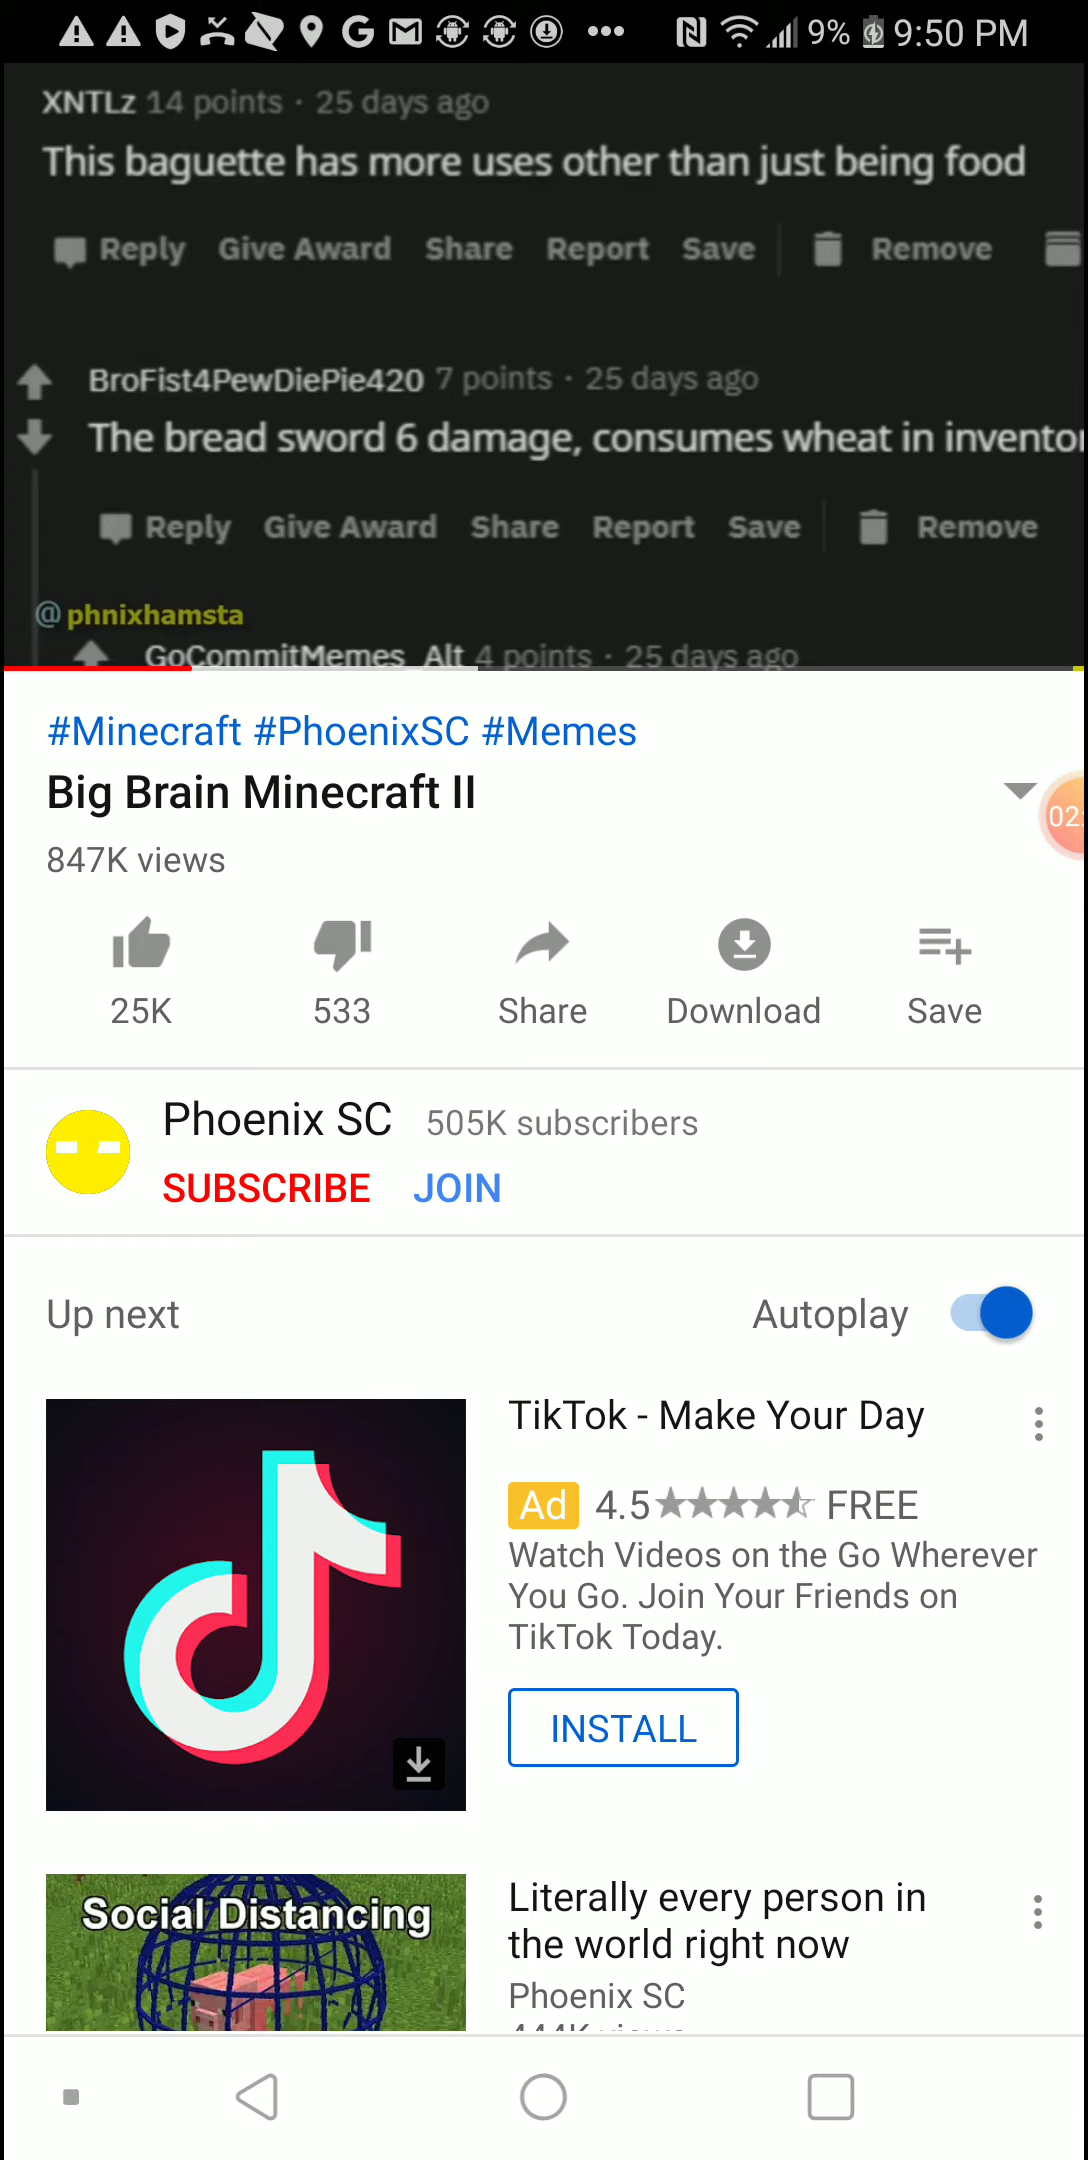 9% 9:50 PM
XNTLz 14 points · 25 days ago
This baguette has more uses other than just being food
Reply Give Award Share Report Save Remove
BroFist4PewDiePie420 7 points · 25 days ago
The bread sword 6 damage, consumes wheat in invento
Reply Give Award Share Report Save Remove
@phnixhamsta
GoCommitMemes_Alt 4 points · 25 days ago
#Minecraft #PhoenixSC #Memes
Big Brain Minecraft II
02:
847K views
25K 533 Share Download Save
Phoenix SC 505K subscribers
SUBSCRIBE JOIN
Up next Autoplay
TikTok - Make Your Day
Ad 4.5 FREE
Watch Videos on the Go Wherever
You Go. Join Your Friends on
TikTok Today.
INSTALL
Social Distancing
Literally every person in
the world right now
Phoenix SC